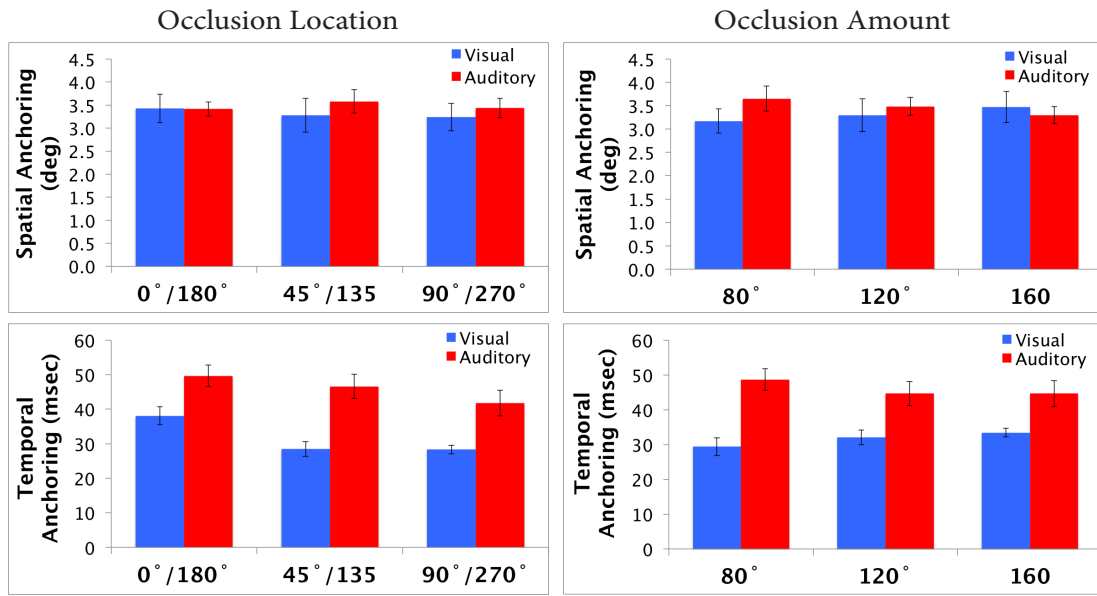 Occlusion Location
Occlusion Amount
Spatial Anchoring
(deg)
4.5
4.0
3.5
3.0
2.5
2.0
1.5
1.0
0.5
0.0
Visual
Auditory
0°/180°
45°/135
90°/270°
Spatial Anchoring
(deg)
4.5
4.0
3.5
3.0
2.5
2.0
1.5
1.0
0.5
0.0
Visual
Auditory
80°
120°
160
Temporal
Anchoring (msec)
60
50
40
30
20
10
0
Visual
Auditory
0°/180°
45°/135
90°/270°
Temporal
Anchoring (msec)
60
50
40
30
20
10
0
Visual
Auditory
80°
120°
160